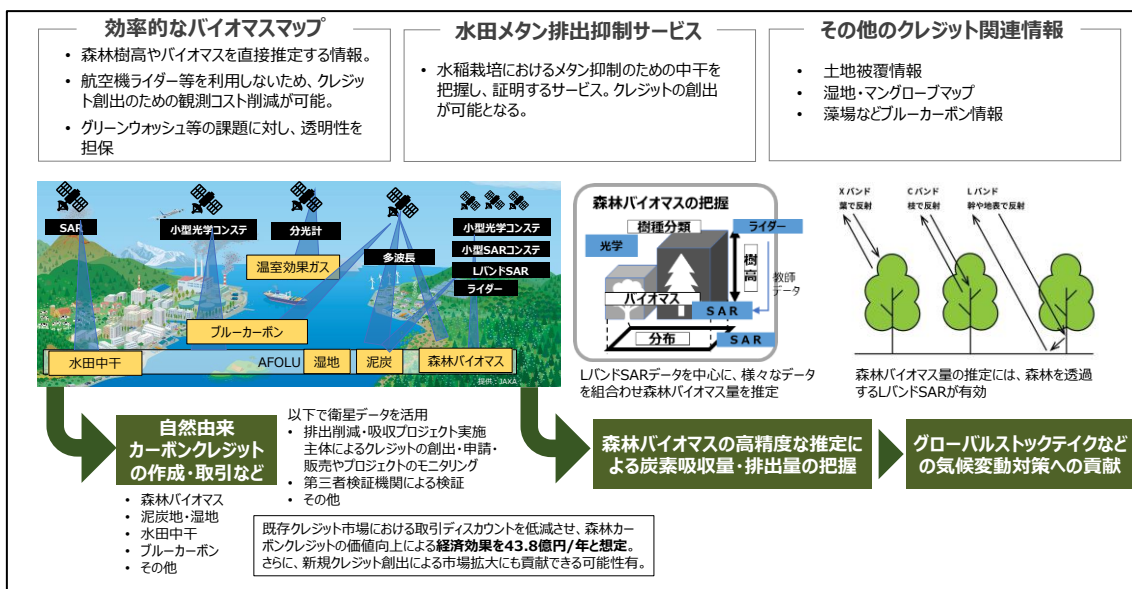 効率的なバイオマスマップ
• 森林樹高やバイオマスを直接推定する情報。
• 航空機ライダー等を利用しないため、クレジット創出のための観測コスト削減が可能。
• グリーンウォッシュ等の課題に対し、透明性を担保
水田メタン排出抑制サービス
• 水稲栽培におけるメタン抑制のための中干を把握し、証明するサービス。クレジットの創出が可能となる。
その他のクレジット関連情報
• 土地被覆情報
• 湿地・マングローブマップ
• 藻場などブルーカーボン情報
SAR
小型光学コンステ
分光計
多波長
小型光学コンステ
小型SARコンステ
LバンドSAR
ライダー
温室効果ガス
ブルーカーボン
水田中干
AFOLU
湿地
泥炭
森林バイオマス
提供:JAXA
森林バイオマスの把握
樹種分類
ライダー
光学
樹高
教師
データ
バイオマス
SAR
分布
SAR
LバンドSARデータを中心に、様々なデータ
を組合わせ森林バイオマス量を推定
Xバンド
葉で反射
Cバンド
枝で反射
Lバンド
幹や地表で反射
森林バイオマス量の推定には、森林を透過
するLバンドSARが有効
自然由来
カーボンクレジット
の作成・取引など
• 森林バイオマス
• 泥炭地・湿地
• 水田中干
• ブルーカーボン
• その他
以下で衛星データを活用
• 排出削減・吸収プロジェクト実施
主体によるクレジットの創出・申請・
販売やプロジェクトのモニタリング
• 第三者検証機関による検証
• その他
森林バイオマスの高精度な推定に
よる炭素吸収量・排出量の把握
グローバルストックテイクなど
の気候変動対策への貢献
既存クレジット市場における取引ディスカウントを低減させ、森林カー
ボンクレジットの価値向上による経済効果を43.8億円/年と想定。
さらに、新規クレジット創出による市場拡大にも貢献できる可能性有。